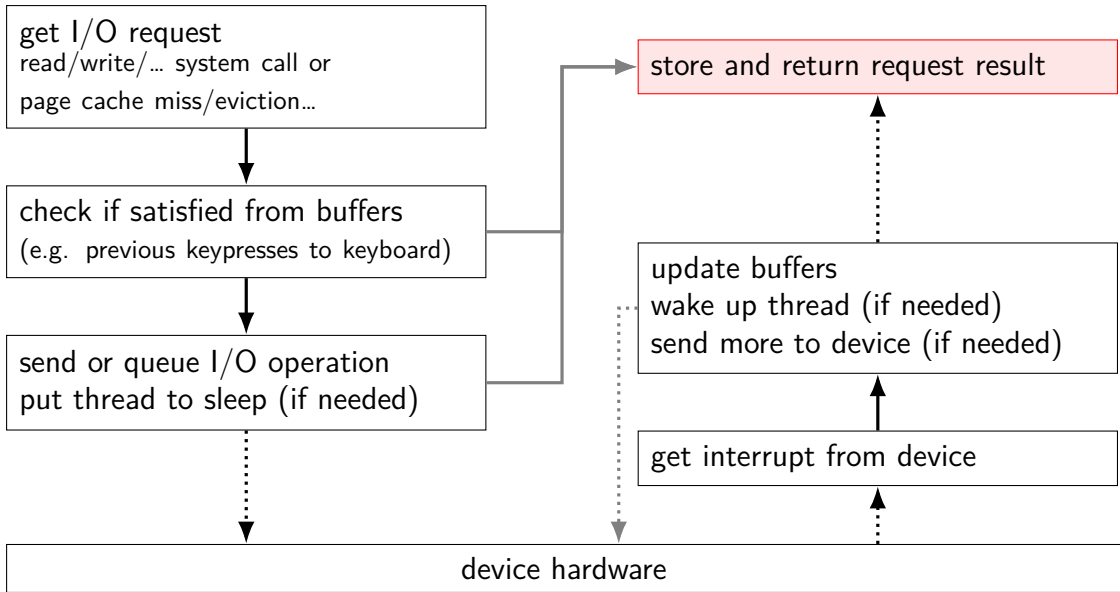 get I/O request
read/write/… system call or
page cache miss/eviction…
check if satisfied from buffers
(e.g. previous keypresses to keyboard)
send or queue I/O operation
put thread to sleep (if needed)
store and return request result
update buffers
wake up thread (if needed)
send more to device (if needed)
get interrupt from device
device hardware